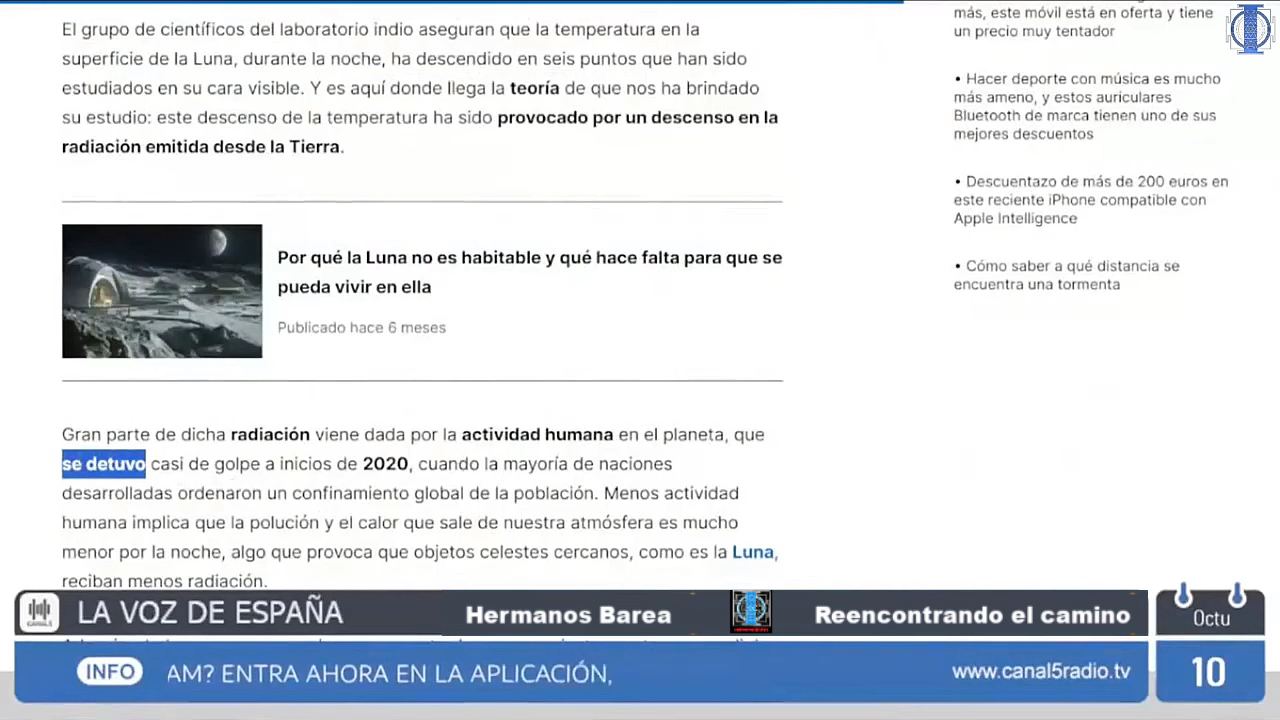 El grupo de científicos del laboratorio indio aseguran que la temperatura en la
superficie de la Luna, durante la noche, ha descendido en seis puntos que han sido
estudiados en su cara visible. Y es aquí donde llega la teoría de que nos ha brindado
su estudio: este descenso de la temperatura ha sido provocado por un descenso en la
radiación emitida desde la Tierra.
Por qué la Luna no es habitable y qué hace falta para que se
pueda vivir en ella
Publicado hace 6 meses
Gran parte de dicha radiación viene dada por la actividad humana en el planeta, que
se detuvo casi de golpe a inicios de 2020, cuando la mayoría de naciones
desarrolladas ordenaron un confinamiento global de la población. Menos actividad
humana implica que la polución y el calor que sale de nuestra atmósfera es mucho
menor por la noche, algo que provoca que objetos celestes cercanos, como es la Luna,
reciban menos radiación.
más, este móvil está en oferta y tiene
un precio muy tentador
• Hacer deporte con música es mucho
más ameno, y estos auriculares
Bluetooth de marca tienen uno de sus
mejores descuentos
• Descuentazo de más de 200 euros en
este reciente iPhone compatible con
Apple Intelligence
• Cómo saber a qué distancia se
encuentra una tormenta
LA VOZ DE ESPAÑA
Hermanos Barea
Reencontrando el camino
Octu
10
INFO
AM? ENTRA AHORA EN LA APLICACIÓN,
www.canal5radio.tv